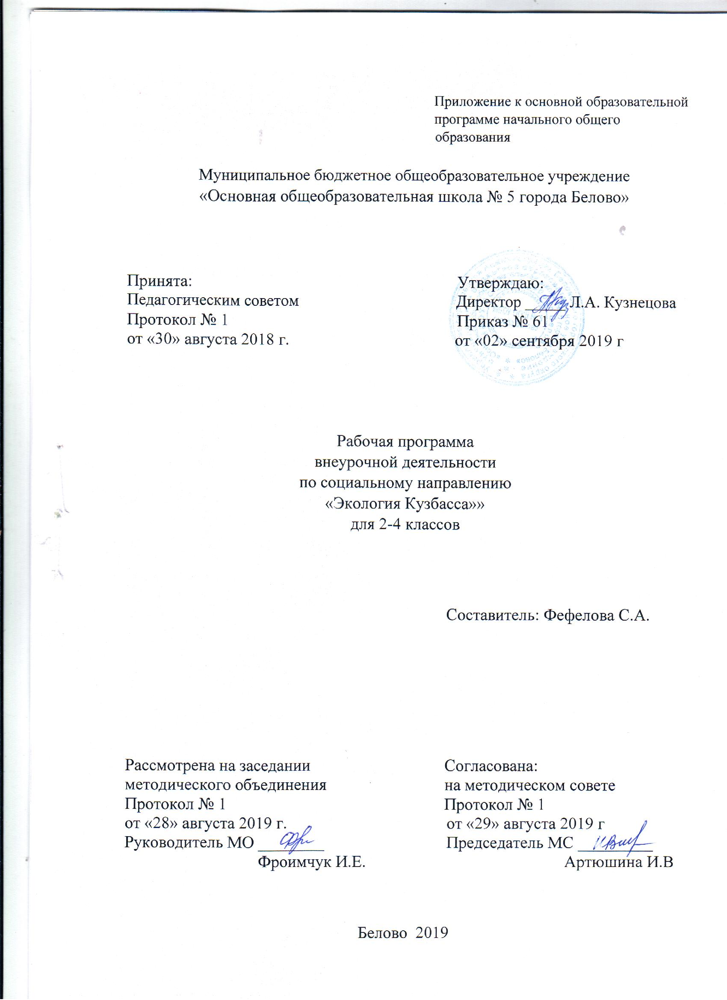 Приложение к основной образовательной
программе начального общего
образования
Муниципальное бюджетное общеобразовательное учреждение
«Основная общеобразовательная школа № 5 города Белово»
Принята:
Педагогическим советом
Протокол № 1
от «30» августа 2018 г.
Утверждаю:
Директор _____ Л.А. Кузнецова
Приказ № 61
от «02» сентября 2019 г
Рабочая программа
внеурочной деятельности
по социальному направлению
«Экология Кузбасса»»
для 2-4 классов
Составитель: Фефелова С.А.
Рассмотрена на заседании
методического объединения
Протокол № 1
от «28» августа 2019 г.
Руководитель МО ________
Фроимчук И.Е.
Согласована:
на методическом совете
Протокол № 1
от «29» августа 2019 г
Председатель МС _________
Артюшина И.В
Белово 2019